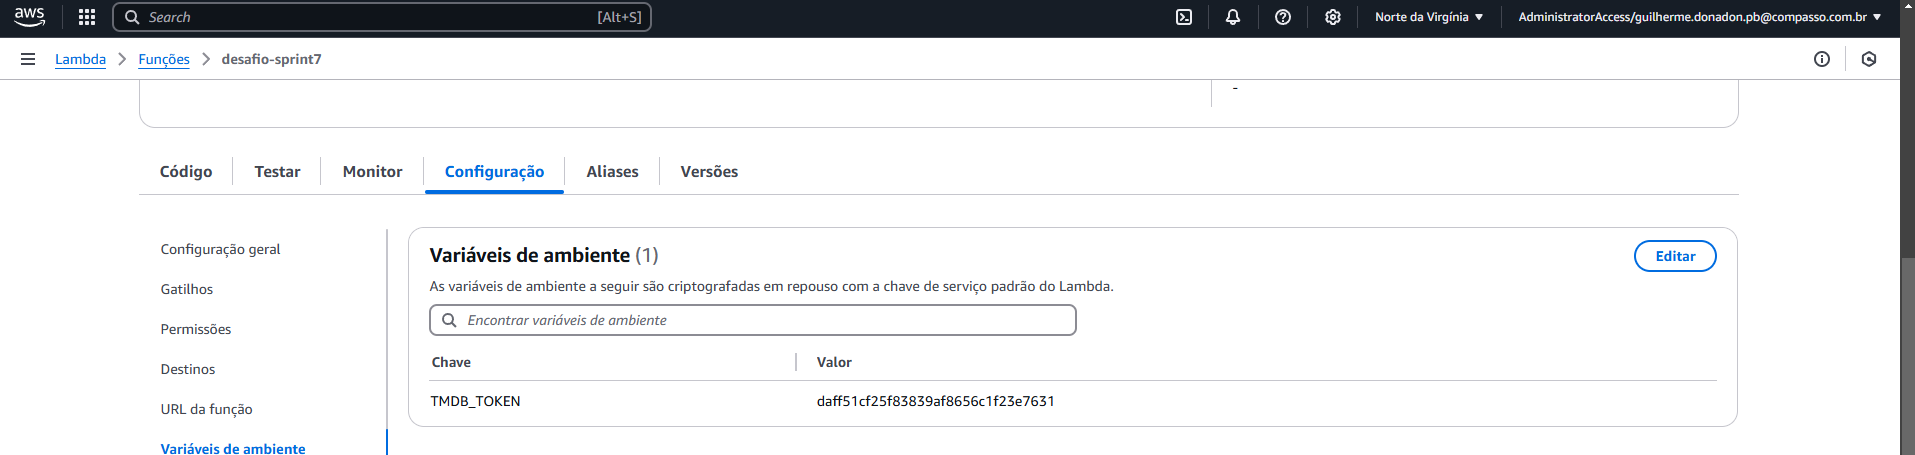 aws Search [Alt+S] Norte da Virgínia ▼ AdministratorAccess/guilherme.donadon.pb@compasso.com.br ▼
Lambda > Funções > desafio-sprint7
-
Código Testar Monitor Configuração Aliases Versões
Configuração geral
Gatilhos
Permissões
Destinos
URL da função
Variáveis de ambiente
Variáveis de ambiente (1) Editar
As variáveis de ambiente a seguir são criptografadas em repouso com a chave de serviço padrão do Lambda.
Encontrar variáveis de ambiente
Chave Valor
TMDB_TOKEN daff51cf25f83839af8656c1f23e7631